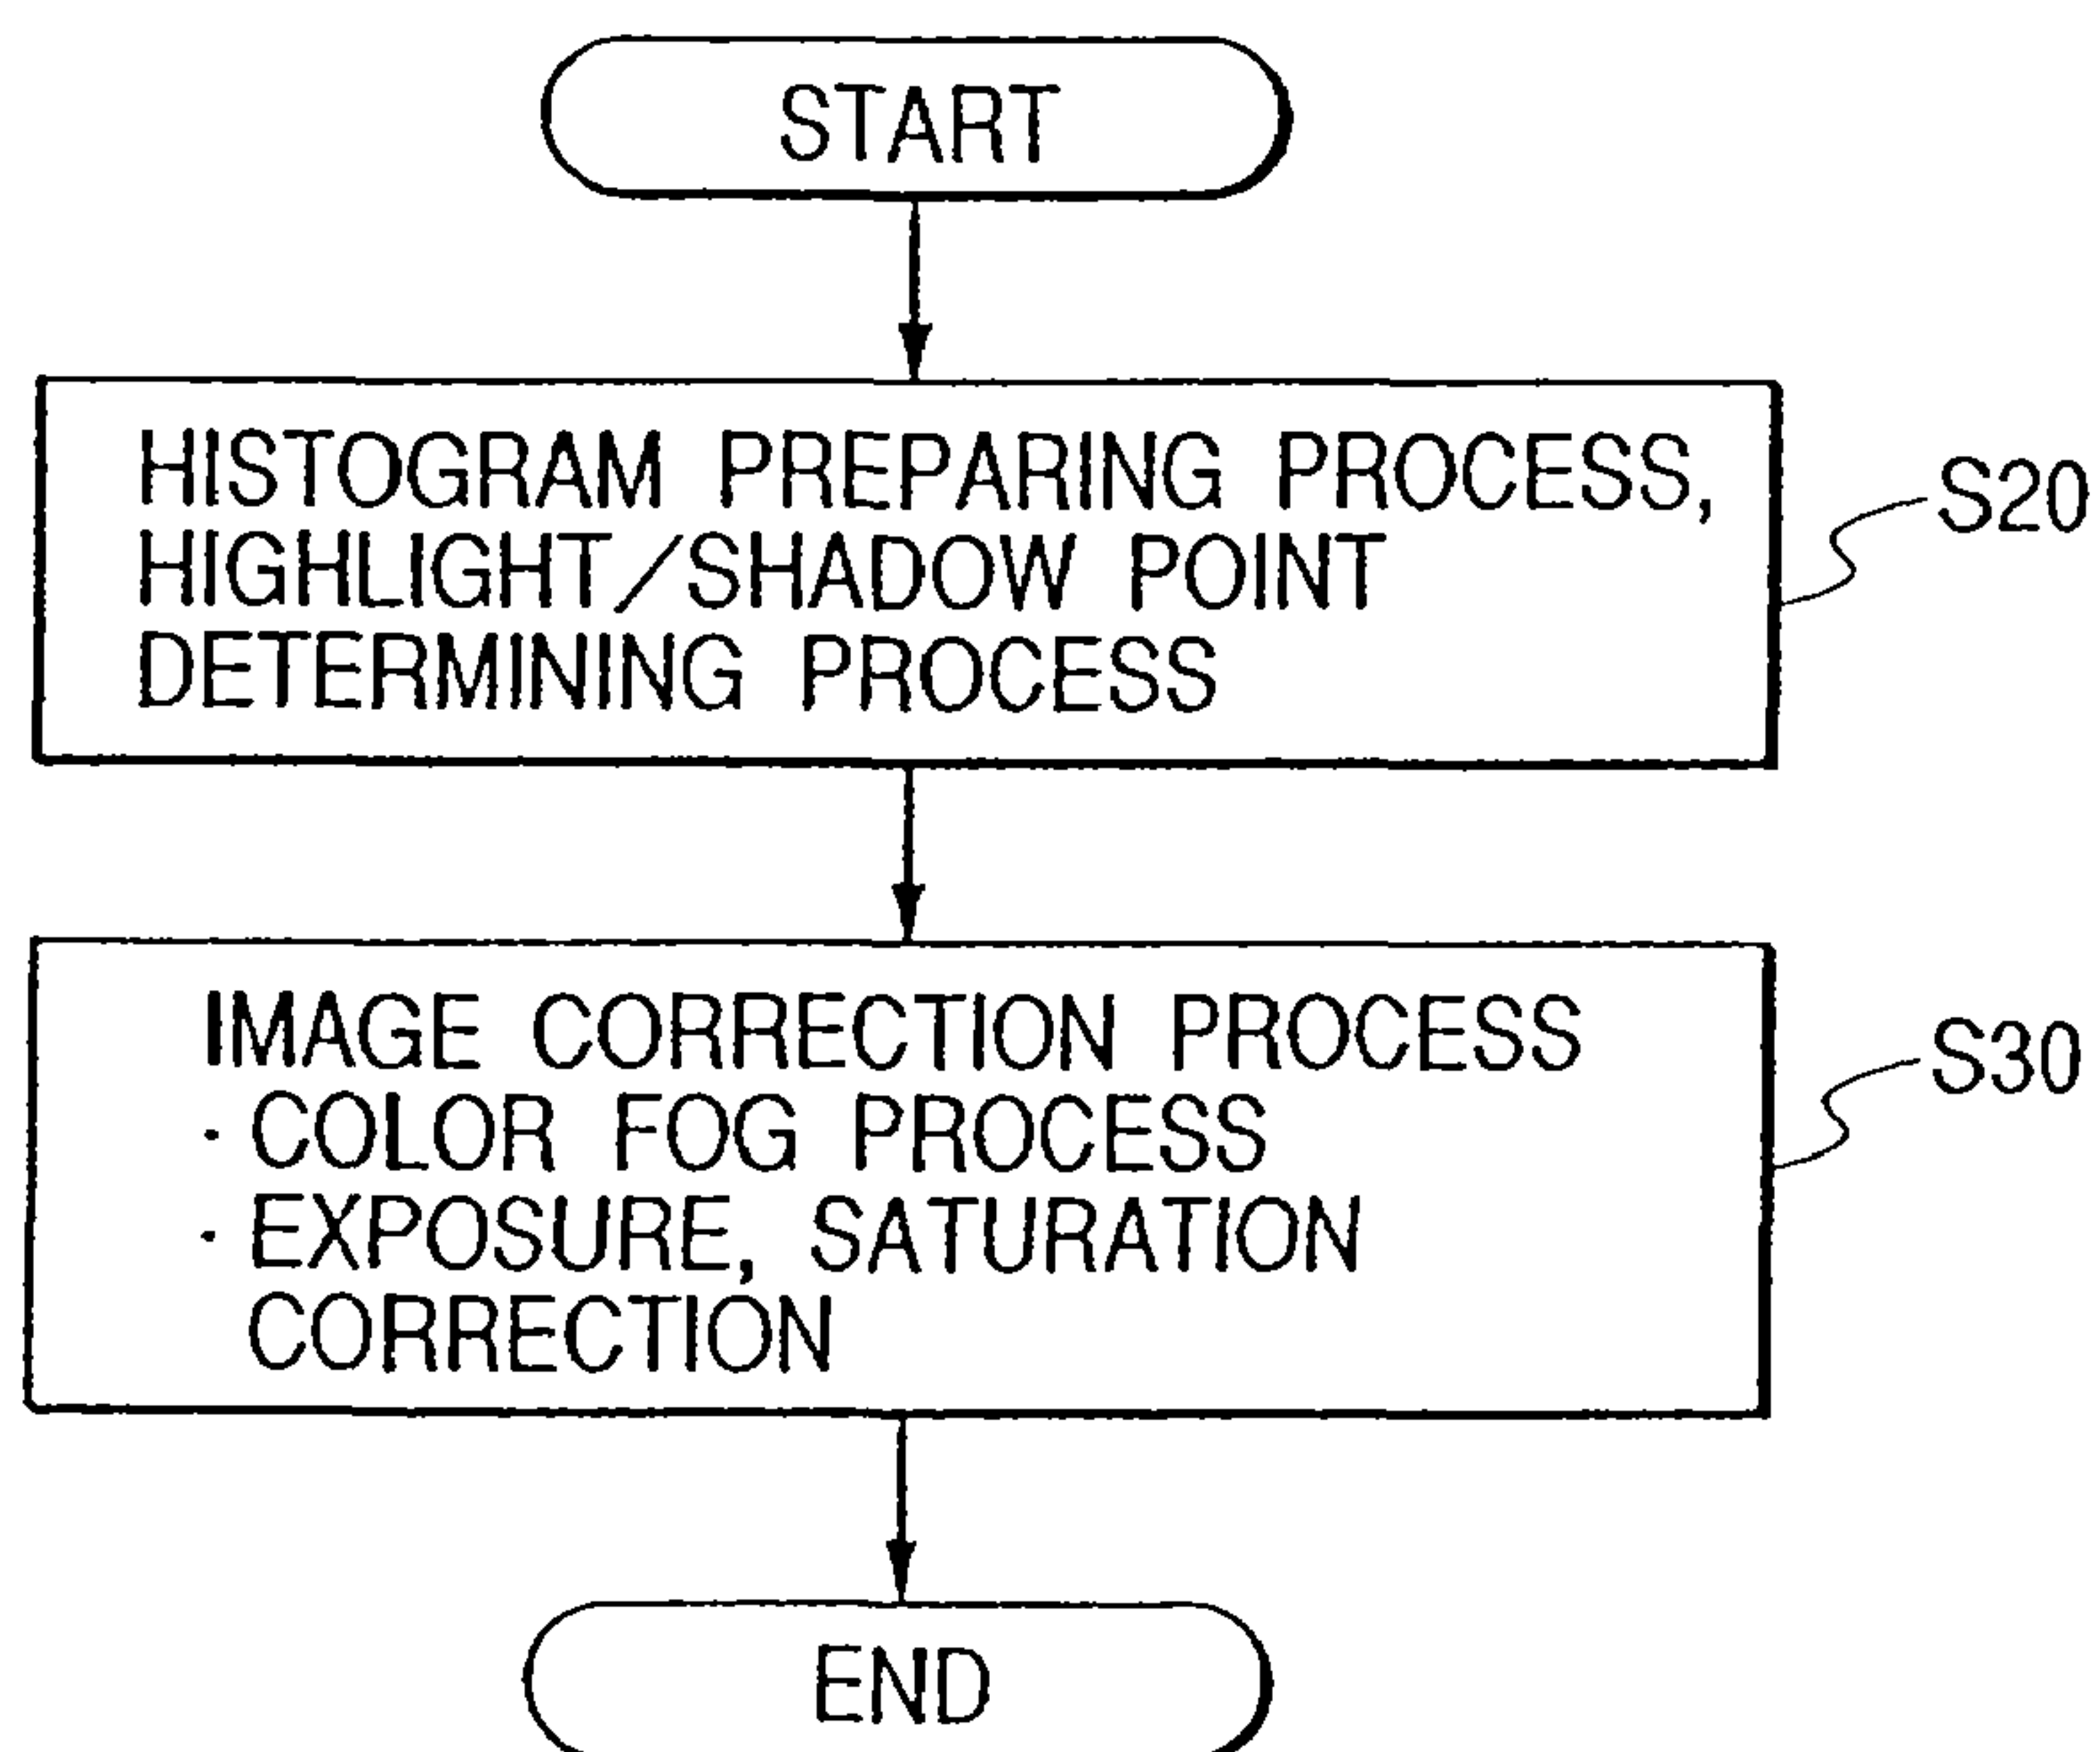 START
HISTOGRAM PREPARING PROCESS,
HIGHLIGHT/SHADOW POINT
DETERMINING PROCESS
S20
IMAGE CORRECTION PROCESS
· COLOR FOG PROCESS
· EXPOSURE, SATURATION
CORRECTION
S30
END